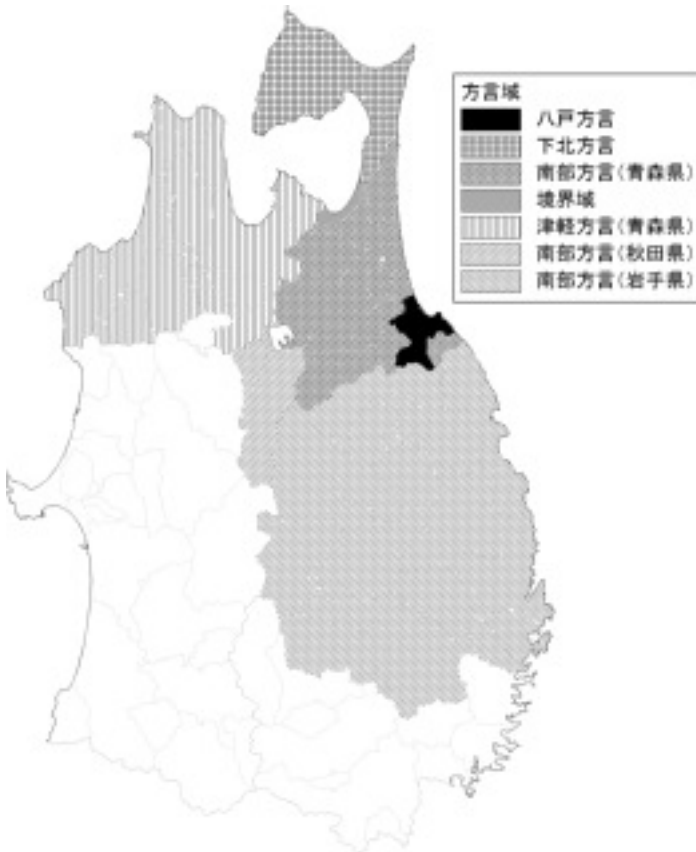 方言域
八戸方言
下北方言
南部方言(青森県)
境界域
津軽方言(青森県)
南部方言(秋田県)
南部方言(岩手県)